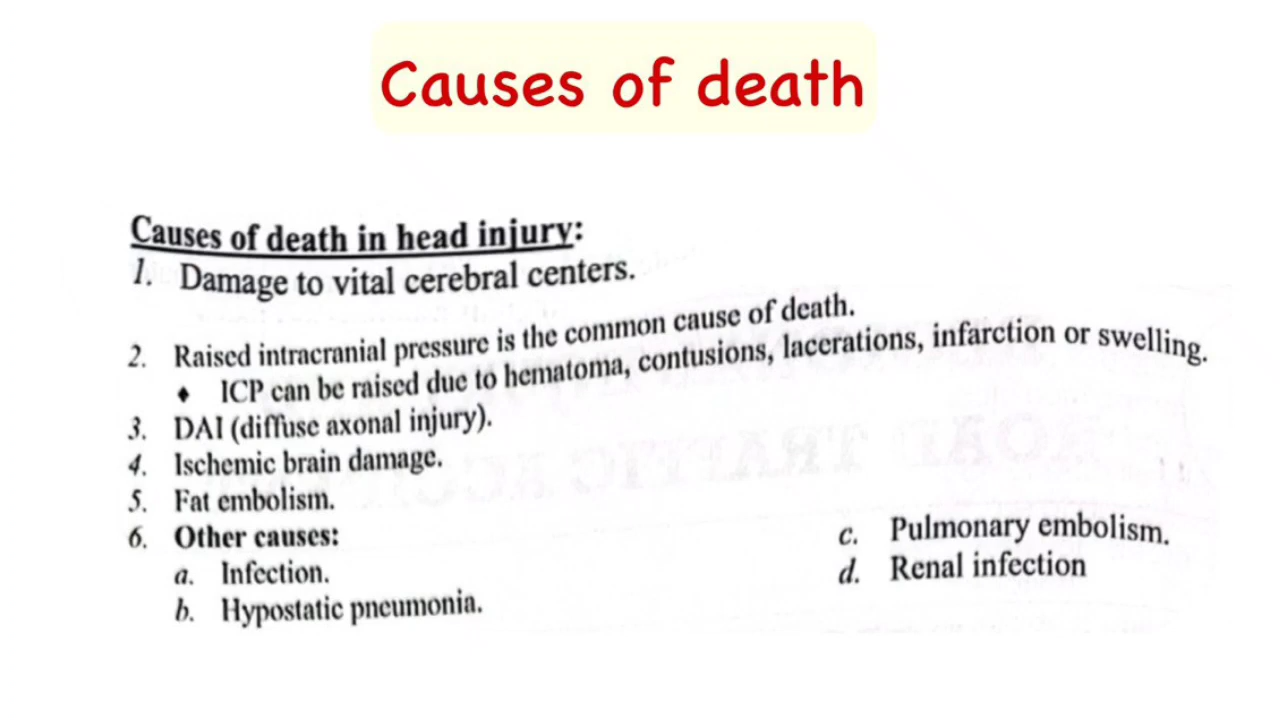 Causes of death
Causes of death in head injury:
1. Damage to vital cerebral centers.
2. Raised intracranial pressure is the common cause of death.
♦ ICP can be raised due to hematoma, contusions, lacerations, infarction or swelling.
3. DAI (diffuse axonal injury).
4. Ischemic brain damage.
5. Fat embolism.
6. Other causes:
a. Infection.
b. Hypostatic pneumonia.
c. Pulmonary embolism.
d. Renal infection